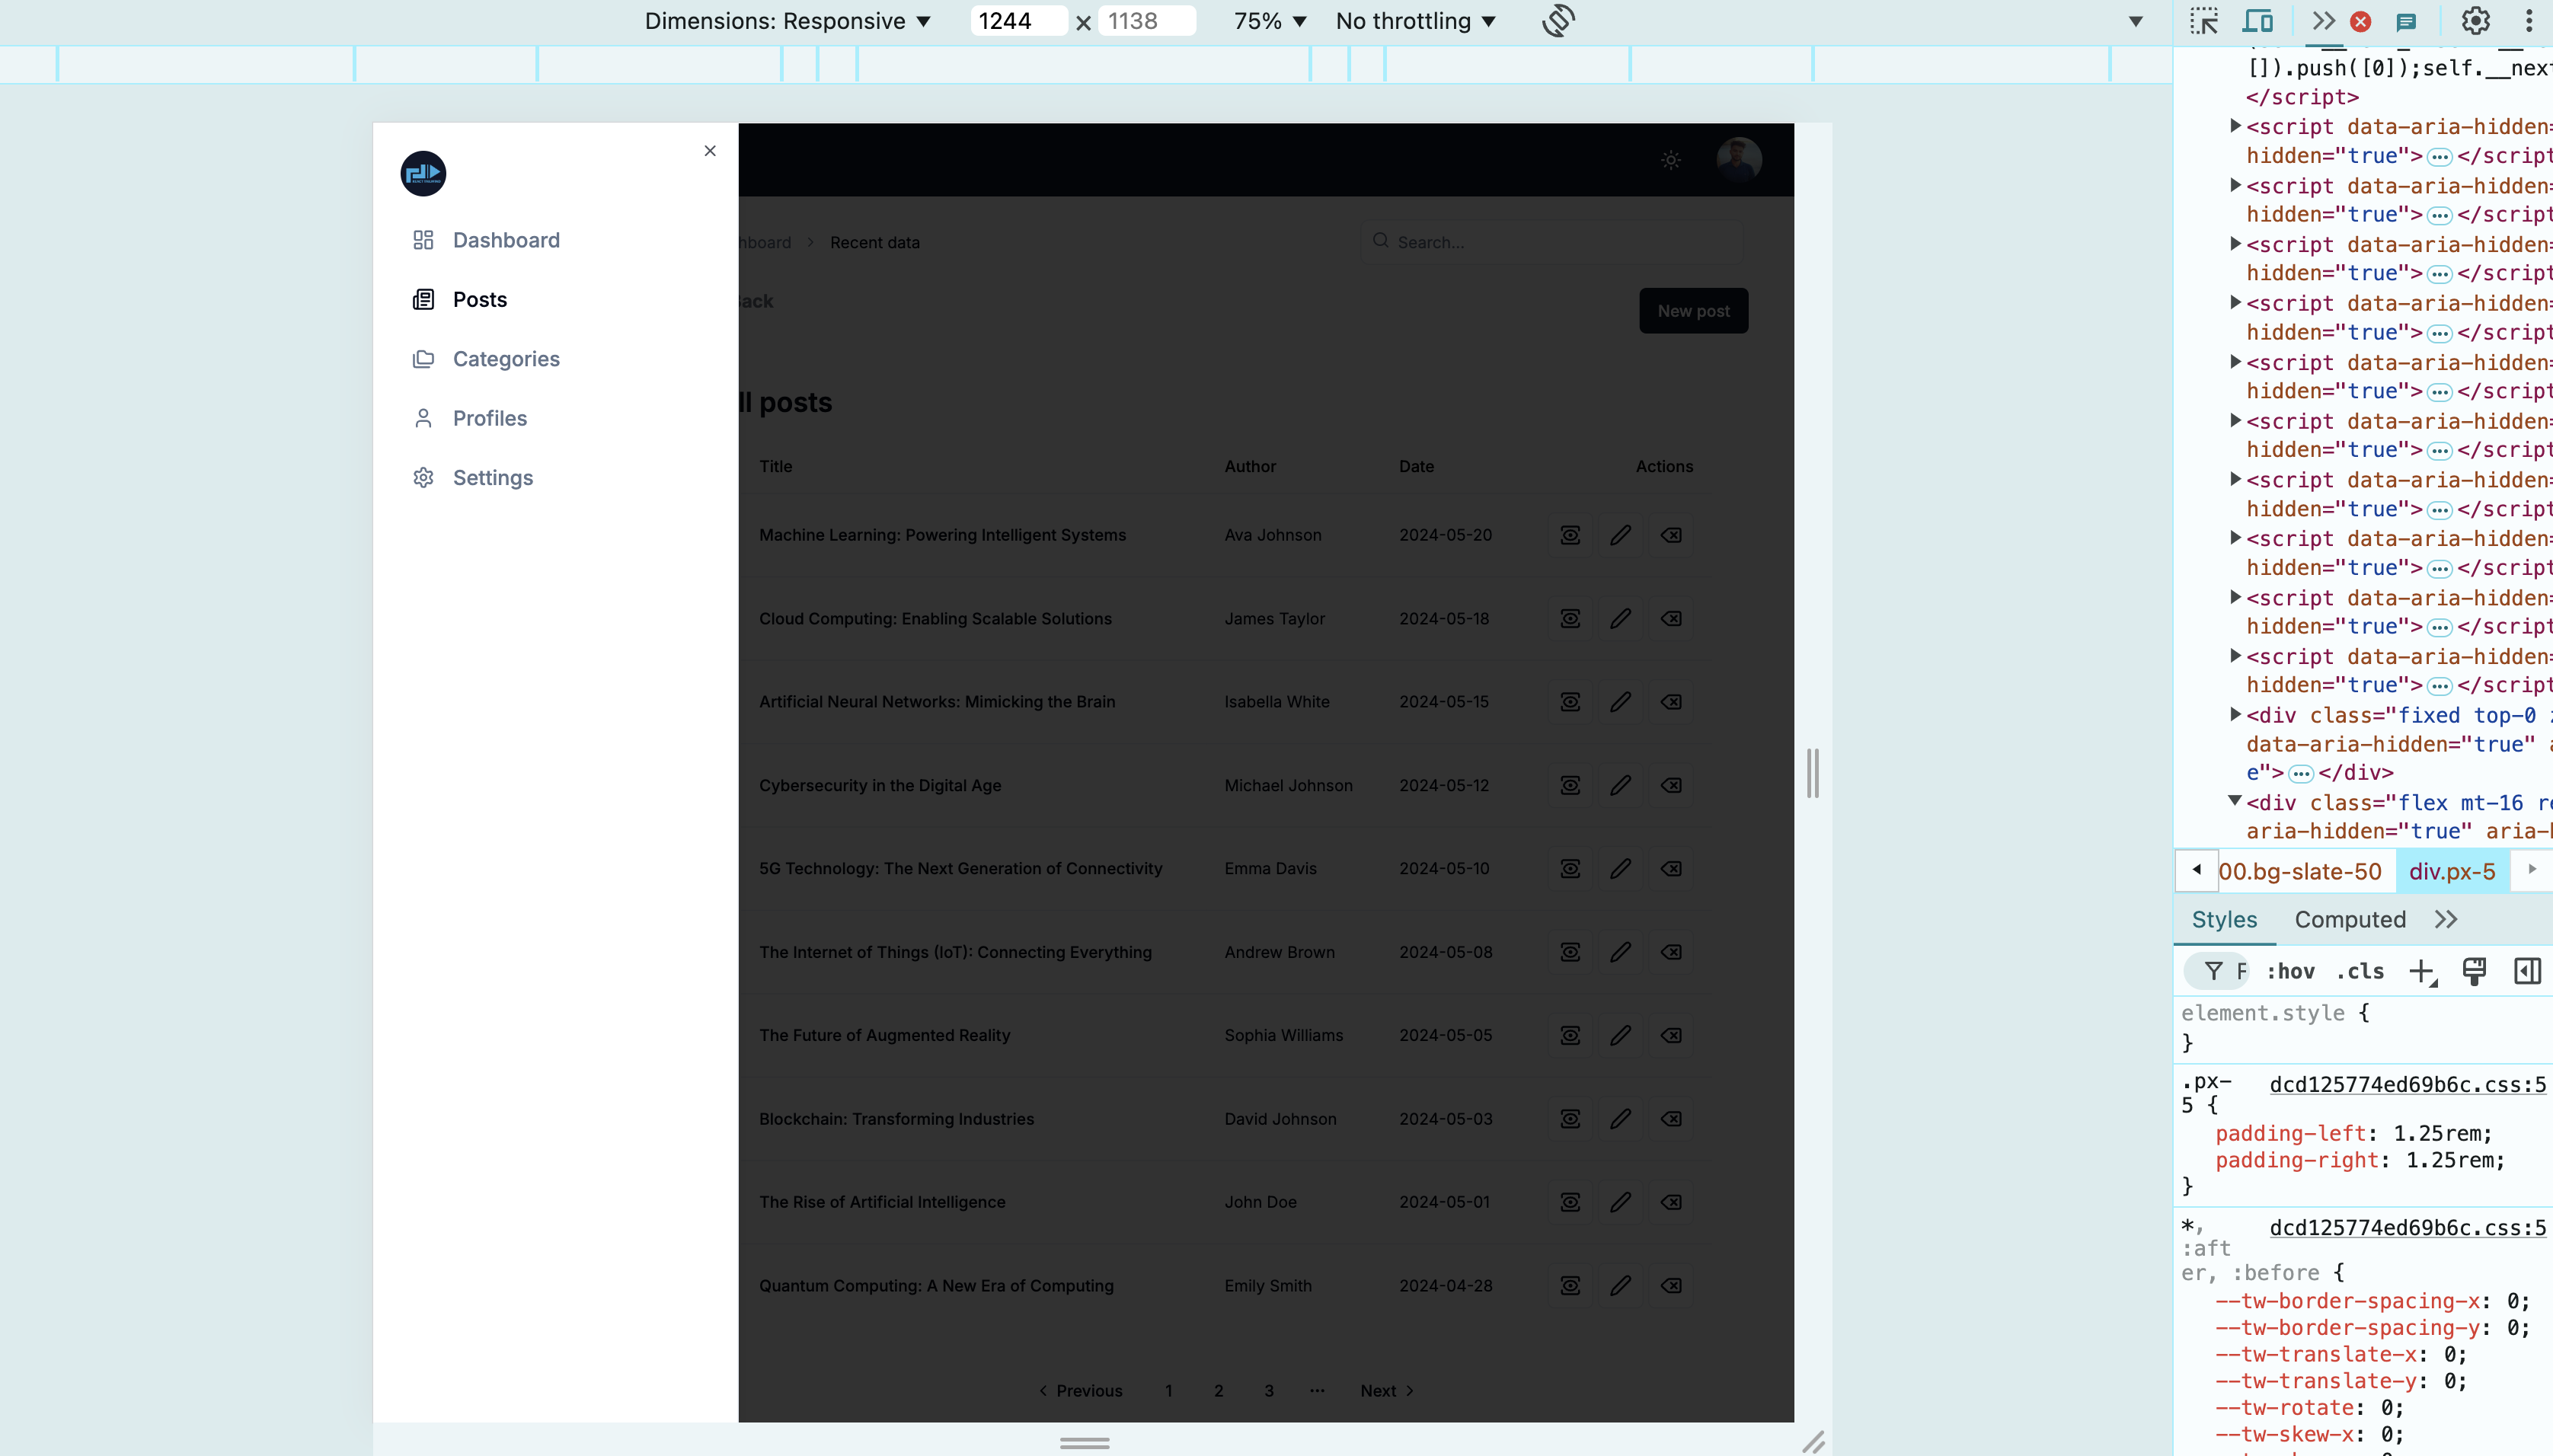 Dimensions: Responsive ▼ 1244 × 1138 75% ▼ No throttling ▼
Dashboard
Posts
Categories
Profiles
Settings
hboard > Recent data
Search...
ack
New post
ll posts
Title Author Date Actions
Machine Learning: Powering Intelligent Systems Ava Johnson 2024-05-20
Cloud Computing: Enabling Scalable Solutions James Taylor 2024-05-18
Artificial Neural Networks: Mimicking the Brain Isabella White 2024-05-15
Cybersecurity in the Digital Age Michael Johnson 2024-05-12
5G Technology: The Next Generation of Connectivity Emma Davis 2024-05-10
The Internet of Things (IoT): Connecting Everything Andrew Brown 2024-05-08
The Future of Augmented Reality Sophia Williams 2024-05-05
Blockchain: Transforming Industries David Johnson 2024-05-03
The Rise of Artificial Intelligence John Doe 2024-05-01
Quantum Computing: A New Era of Computing Emily Smith 2024-04-28
< Previous 1 2 3 ... Next >
[]).push([0]);self.__next
</script>
<script data-aria-hidden=
hidden="true">…</script
<script data-aria-hidden=
hidden="true">…</script
<script data-aria-hidden=
hidden="true">…</script
<script data-aria-hidden=
hidden="true">…</script
<script data-aria-hidden=
hidden="true">…</script
<script data-aria-hidden=
hidden="true">…</script
<script data-aria-hidden=
hidden="true">…</script
<script data-aria-hidden=
hidden="true">…</script
<script data-aria-hidden=
hidden="true">…</script
<script data-aria-hidden=
hidden="true">…</script
<div class="fixed top-0
data-aria-hidden="true"
e">…</div>
<div class="flex mt-16 re
aria-hidden="true" aria-
00.bg-slate-50 div.px-5
Styles Computed
F :hov .cls
element.style {
}
.px-5 { dcd125774ed69b6c.css:5
padding-left: 1.25rem;
padding-right: 1.25rem;
}
*, dcd125774ed69b6c.css:5
:aft
er, :before {
--tw-border-spacing-x: 0;
--tw-border-spacing-y: 0;
--tw-translate-x: 0;
--tw-translate-y: 0;
--tw-rotate: 0;
--tw-skew-x: 0;